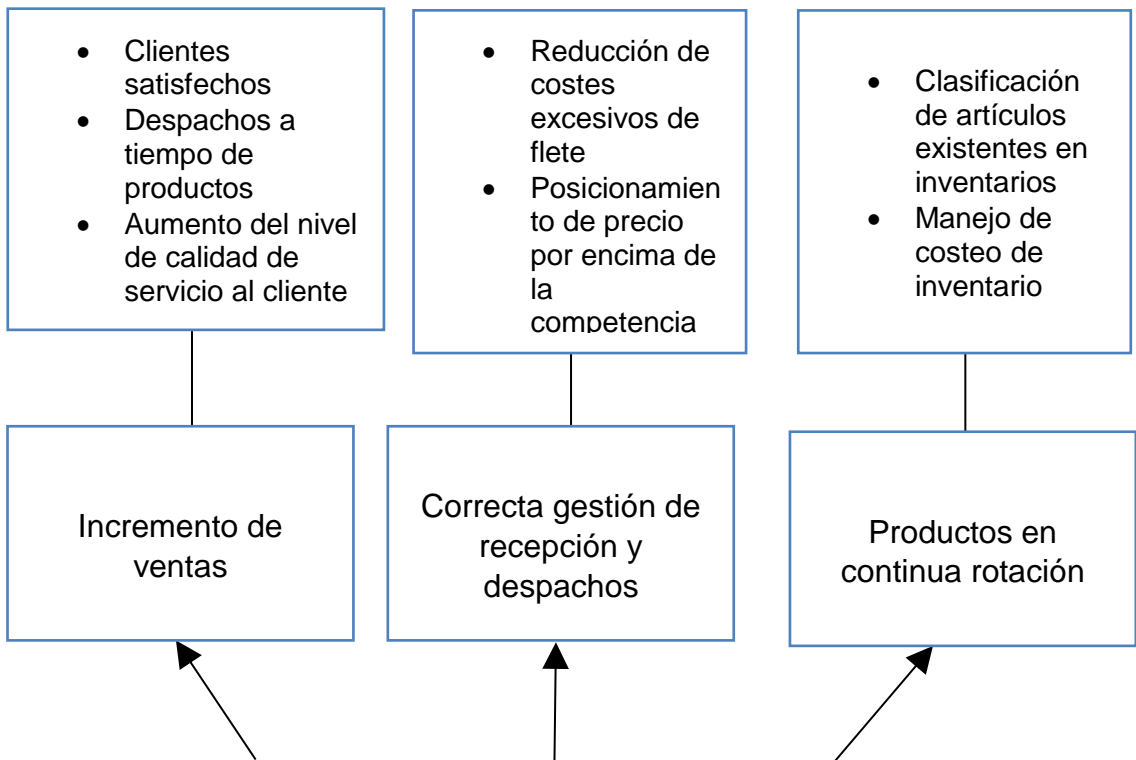 • Clientes
satisfechos
• Despachos a
tiempo de
productos
• Aumento del nivel
de calidad de
servicio al cliente
• Reducción de
costes
excesivos de
flete
• Posicionamien
to de precio
por encima de
la
competencia
• Clasificación
de artículos
existentes en
inventarios
• Manejo de
costeo de
inventario
Incremento de
ventas
Correcta gestión de
recepción y
despachos
Productos en
continua rotación